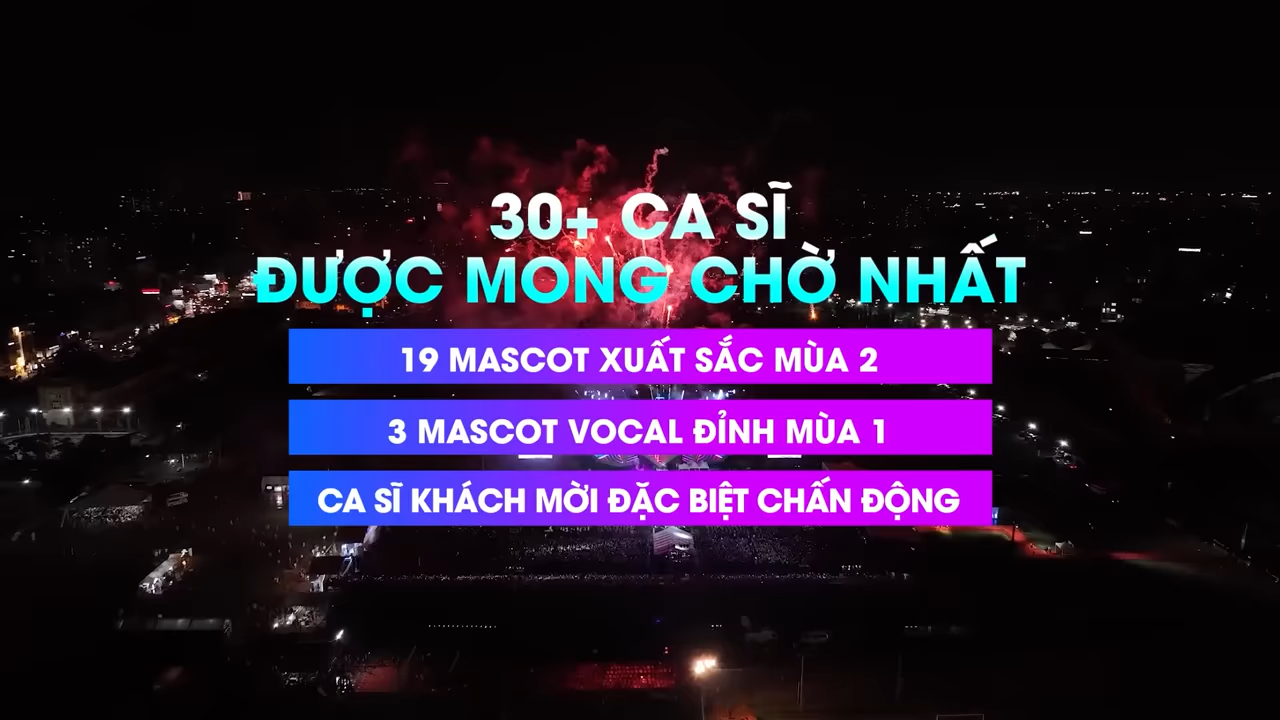 30+ CA SĨ
ĐƯỢC MONG CHỜ NHẤT
19 MASCOT XUẤT SẮC MÙA 2
3 MASCOT VOCAL ĐỈNH MÙA 1
CA SĨ KHÁCH MỜI ĐẶC BIỆT CHẤN ĐỘNG